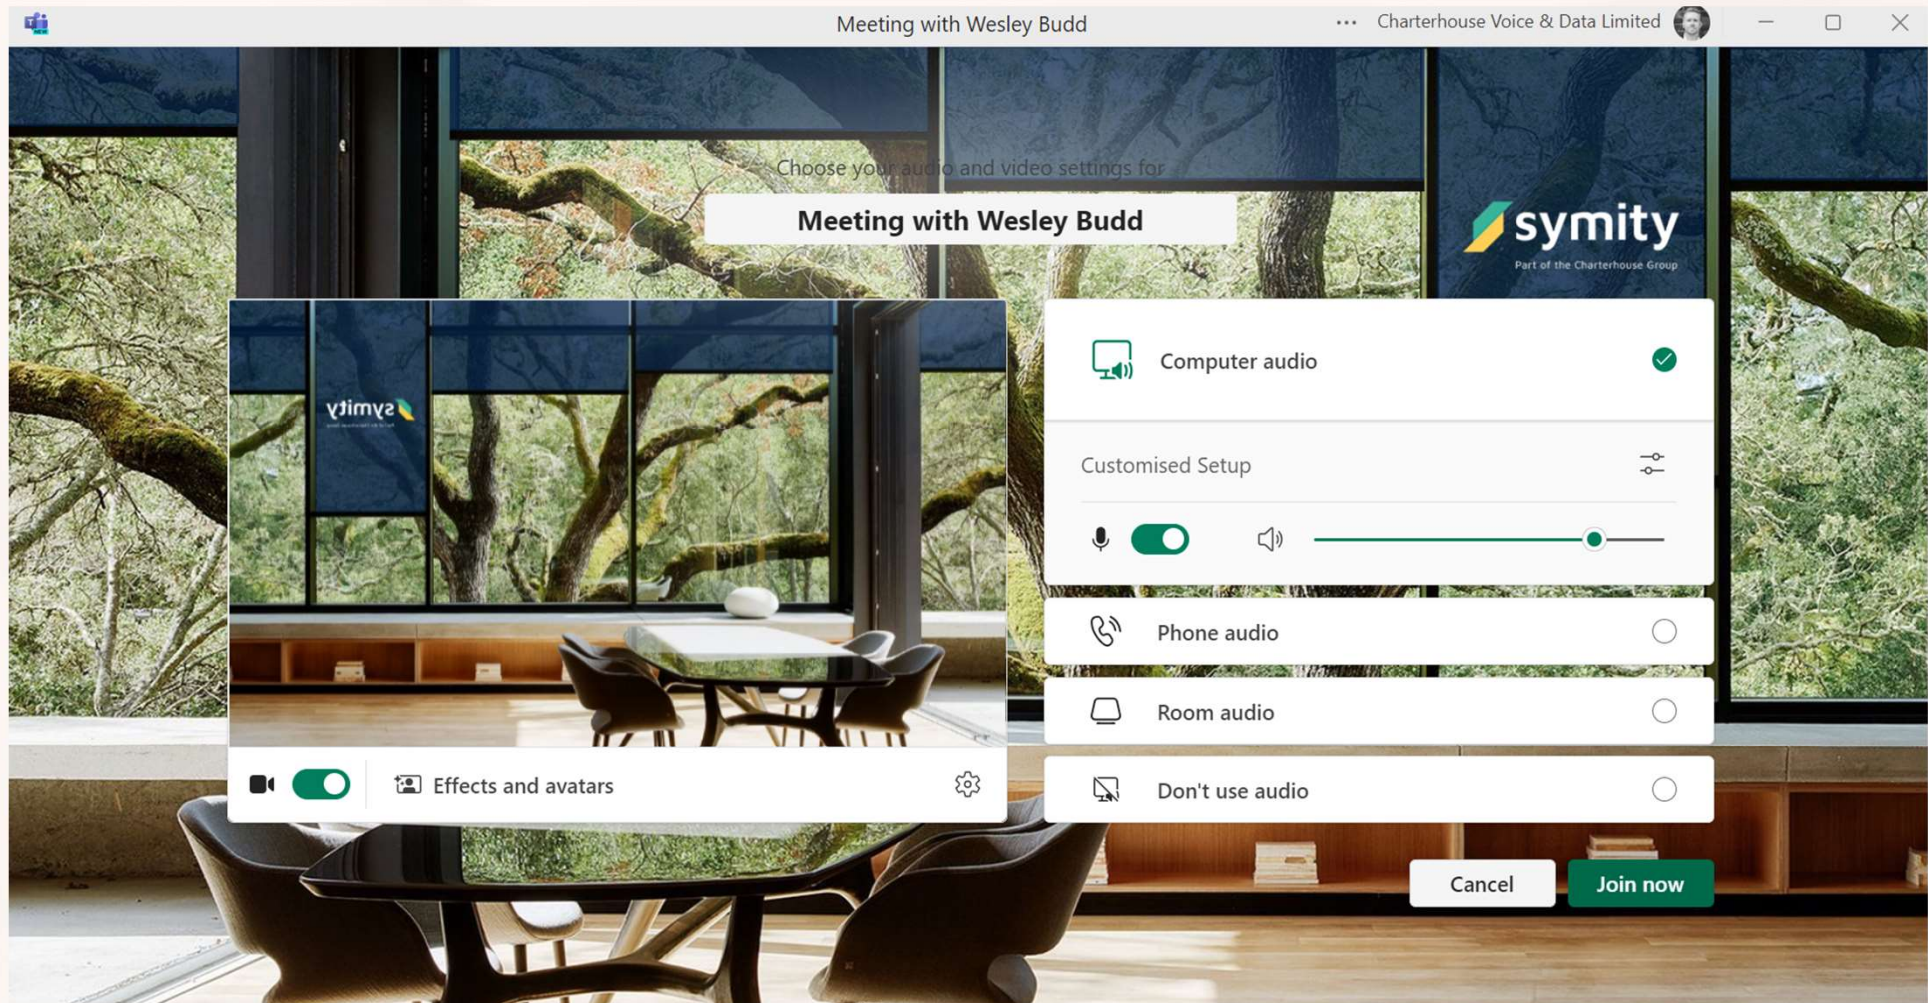 NEW
Meeting with Wesley Budd
Charterhouse Voice & Data Limited
Choose your audio and video settings for
Meeting with Wesley Budd
symity
Part of the Charterhouse Group
symity
Computer audio
Customised Setup
Phone audio
Room audio
Effects and avatars
Don't use audio
Cancel
Join now